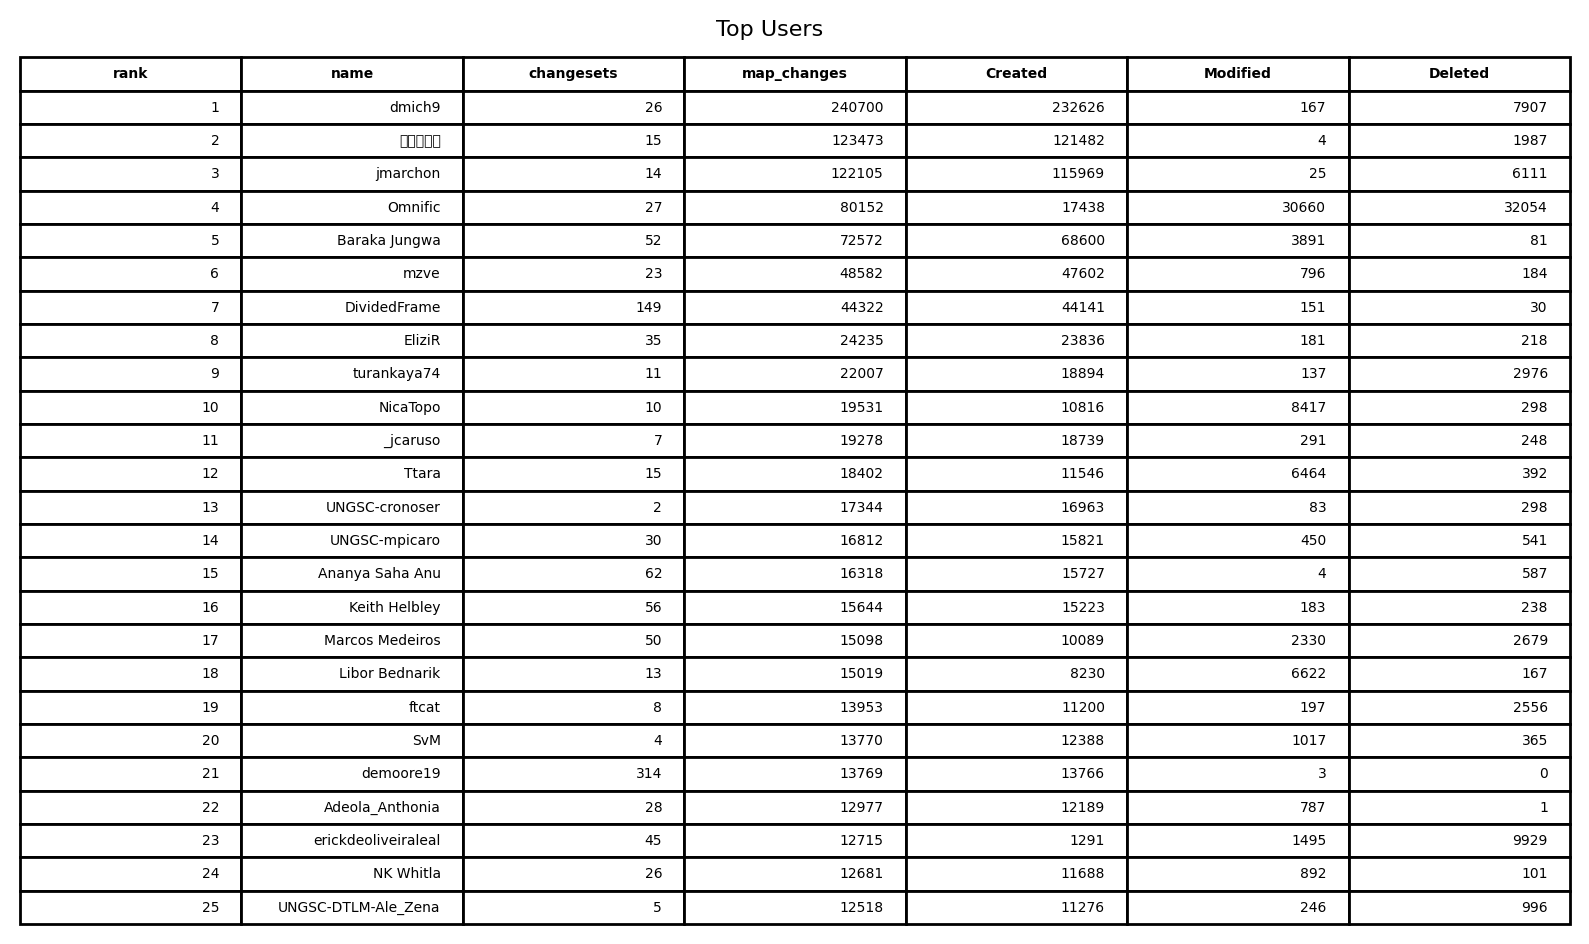 Top Users
rank name changesets map_changes Created Modified Deleted
1 dmich9 26 240700 232626 167 7907
2 15 123473 121482 4 1987
3 jmarchon 14 122105 115969 25 6111
4 Omnific 27 80152 17438 30660 32054
5 Baraka Jungwa 52 72572 68600 3891 81
6 mzve 23 48582 47602 796 184
7 DividedFrame 149 44322 44141 151 30
8 EliziR 35 24235 23836 181 218
9 turankaya74 11 22007 18894 137 2976
10 NicaTopo 10 19531 10816 8417 298
11 _jcaruso 7 19278 18739 291 248
12 Ttara 15 18402 11546 6464 392
13 UNGSC-cronoser 2 17344 16963 83 298
14 UNGSC-mpicaro 30 16812 15821 450 541
15 Ananya Saha Anu 62 16318 15727 4 587
16 Keith Helbley 56 15644 15223 183 238
17 Marcos Medeiros 50 15098 10089 2330 2679
18 Libor Bednarik 13 15019 8230 6622 167
19 ftcat 8 13953 11200 197 2556
20 SvM 4 13770 12388 1017 365
21 demoore19 314 13769 13766 3 0
22 Adeola_Anthonia 28 12977 12189 787 1
23 erickdeoliveiraleal 45 12715 1291 1495 9929
24 NK Whitla 26 12681 11688 892 101
25 UNGSC-DTLM-Ale_Zena 5 12518 11276 246 996